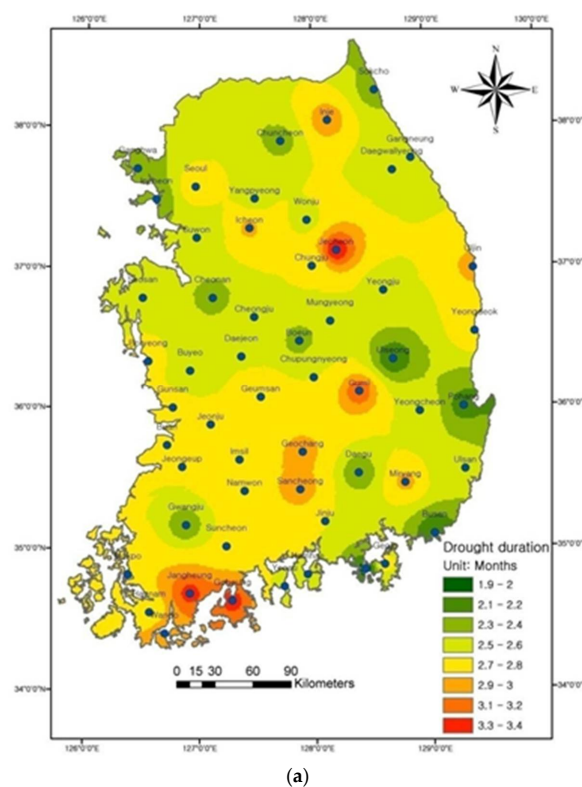 126°0'0"E 127°0'0"E 128°0'0"E 129°0'0"E 130°0'0"E
N
W E
S
Sokcho
38°0'0"N 38°0'0"N
Inje
Chuncheon
Gangneung
Daegwallyeong
Ganghwa
Seoul
Yangpyeong
Wonju
Icheon
Suwon
Jecheon
Chungju
Uljin
37°0'0"N 37°0'0"N
Seosan
Cheonan
Yeongju
Cheongju
Mungyeong
Yeongdeok
Daejeon
Boeun
Uiseong
Buyeo
Chupungnyeong
Gunsan
Geumsan
Gumi
Yeongcheon
Pohang
36°0'0"N 36°0'0"N
Jeonju
Buan
Imsil
Geochang
Jeongeup
Daegu
Ulsan
Namwon
Sancheong
Miryang
Gwangju
Jinju
Busan
Suncheon
35°0'0"N 35°0'0"N
Jangheung
Drought duration
Unit: Months
1.9 - 2
2.1 - 2.2
2.3 - 2.4
2.5 - 2.6
2.7 - 2.8
2.9 - 3
3.1 - 3.2
3.3 - 3.4
0 15 30 60 90
Kilometers
34°0'0"N 34°0'0"N
126°0'0"E 127°0'0"E 128°0'0"E 129°0'0"E
(a)